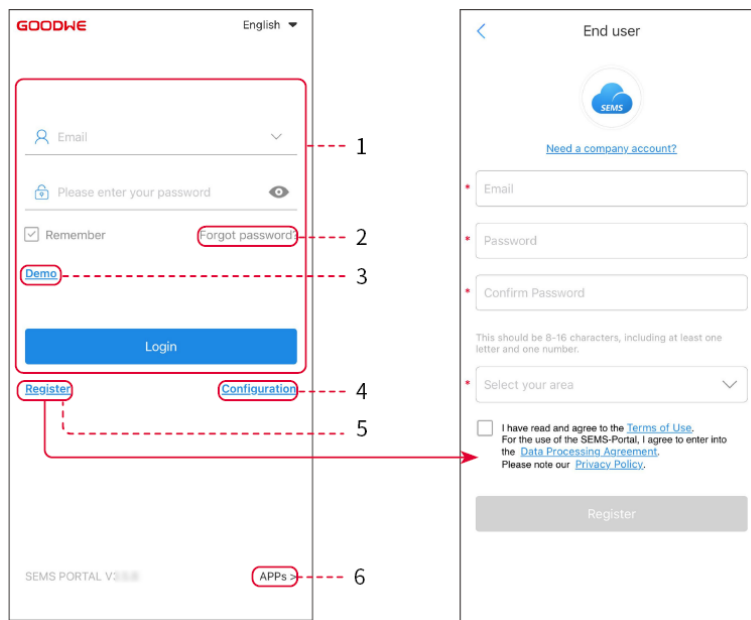 GOODWE
English
Email
1
Please enter your password
Remember
Forgot password?
2
Demo
3
Login
Register
Configuration
4
5
SEMS PORTAL
APPs >
6
End user
SEMS
Need a company account?
* Email
* Password
* Confirm Password
This should be 8-16 characters, including at least one
letter and one number.
* Select your area
I have read and agree to the Terms of Use.
For the use of the SEMS-Portal, I agree to enter into
the Data Processing Agreement.
Please note our Privacy Policy.
Register